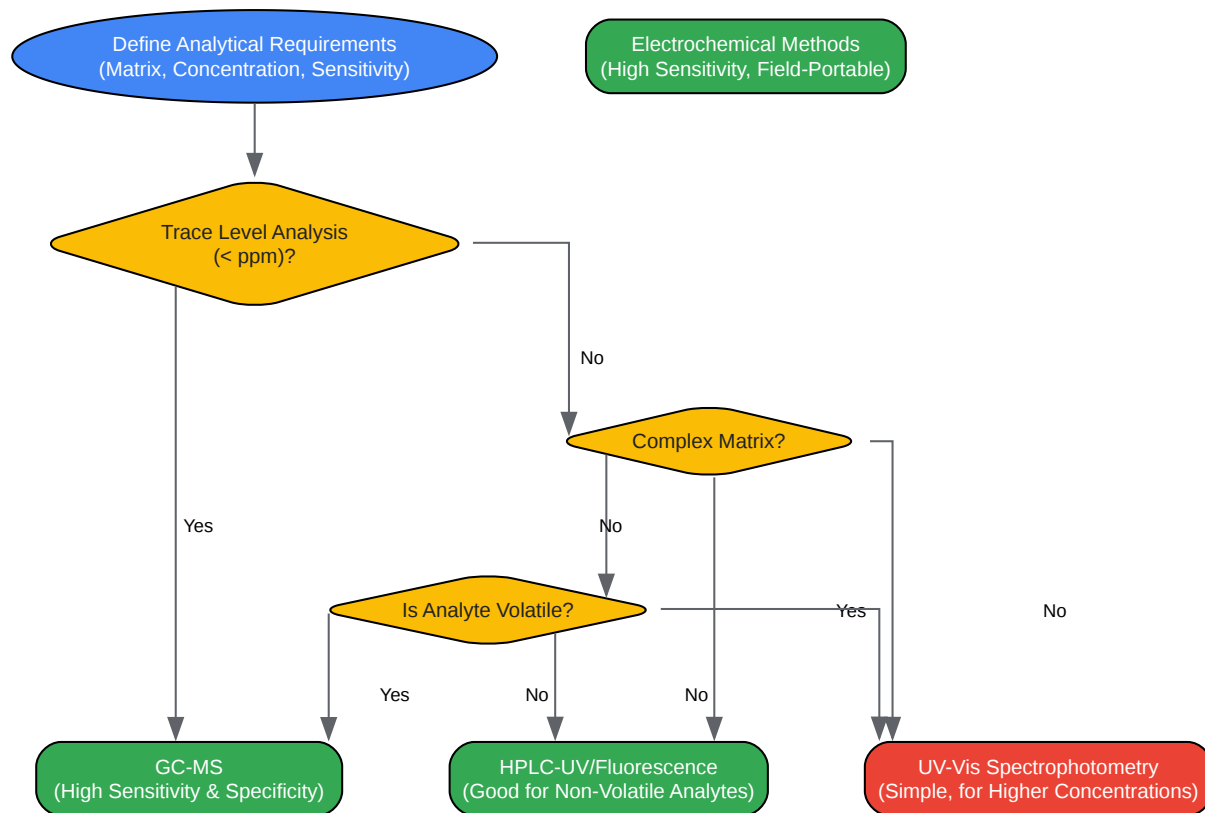 Define Analytical Requirements
(Matrix, Concentration, Sensitivity)
Electrochemical Methods
(High Sensitivity, Field-Portable)
Trace Level Analysis
(< ppm)?
No
Complex Matrix?
Yes
No
Is Analyte Volatile?
Yes
No
Yes
No
No
GC-MS
(High Sensitivity & Specificity)
HPLC-UV/Fluorescence
(Good for Non-Volatile Analytes)
UV-Vis Spectrophotometry
(Simple, for Higher Concentrations)